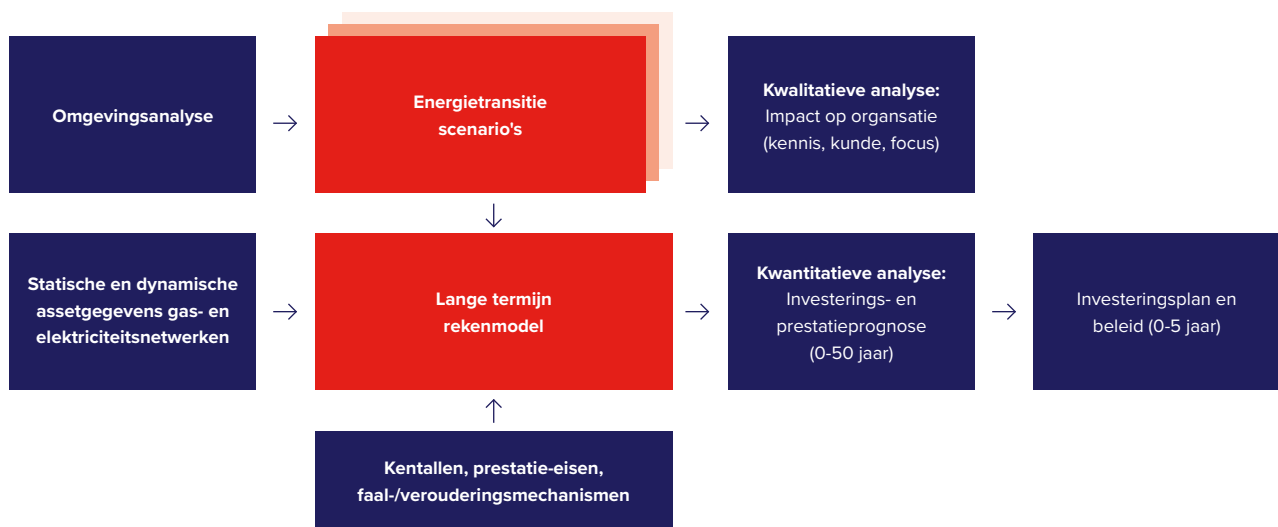 Omgevingsanalyse
Energietransitie
scenario's
Kwalitatieve analyse:
Impact op organsatie
(kennis, kunde, focus)
Statische en dynamische
assetgegevens gas- en
elektriciteitsnetwerken
Lange termijn
rekenmodel
Kwantitatieve analyse:
Investerings- en
prestatieprognose
(0-50 jaar)
Investeringsplan en
beleid (0-5 jaar)
Kentallen, prestatie-eisen,
faal-/verouderingsmechanismen